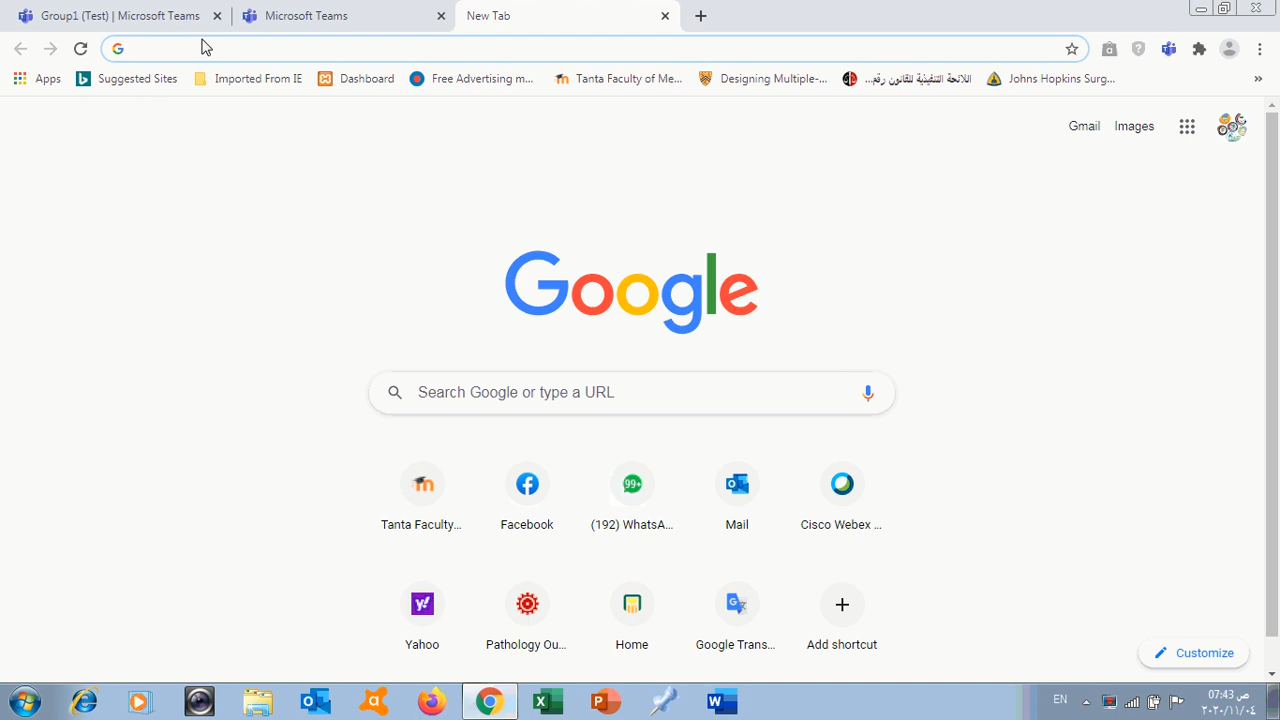 Group1 (Test) | Microsoft Teams
Microsoft Teams
New Tab
Apps
Suggested Sites
Imported From IE
Dashboard
Free Advertising m...
Tanta Faculty of Me...
Designing Multiple-...
اللائحة التنفيذية للقانون رقم...
Johns Hopkins Surg...
»
Gmail
Images
Google
Search Google or type a URL
99+
Tanta Faculty...
Facebook
(192) WhatsA...
Mail
Cisco Webex ...
Yahoo
Pathology Ou...
Home
Google Trans...
Add shortcut
Customize
EN
07:43 ص
٢٠٢٠/١١/٠٤